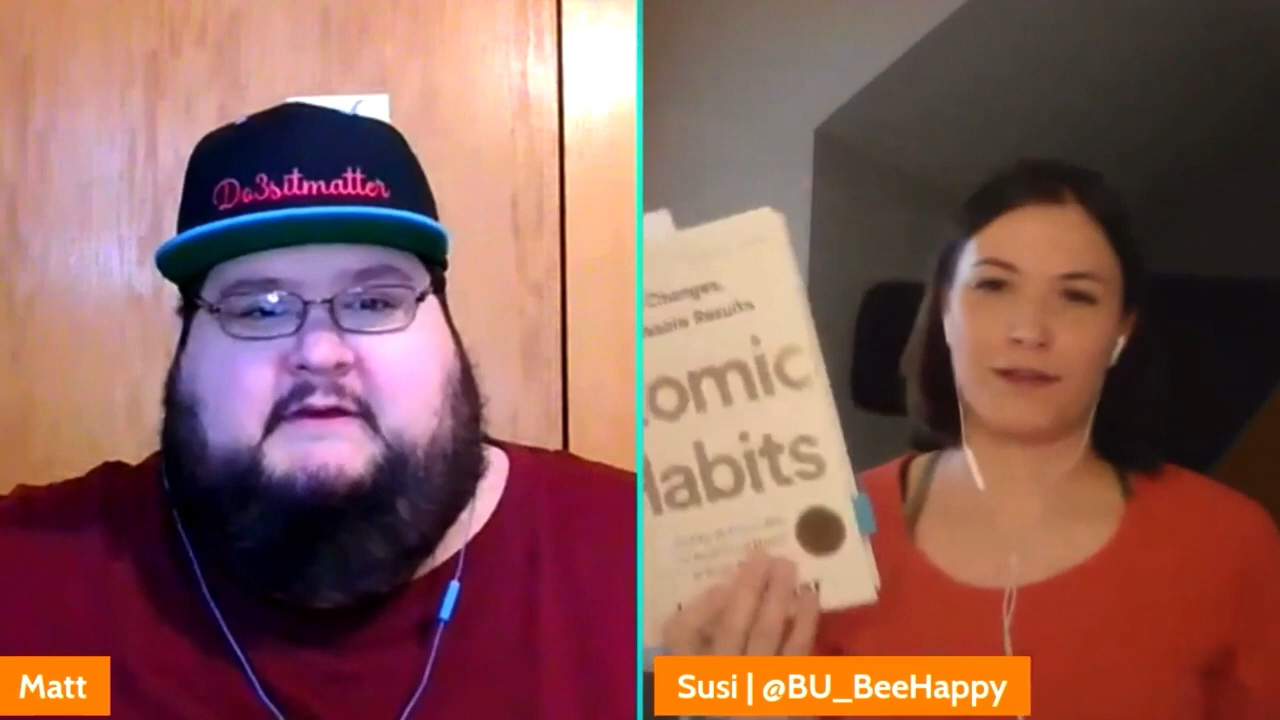 Do3sitmatter
Changes,
Results
omic
Habits
Matt
Susi | @BU_BeeHappy